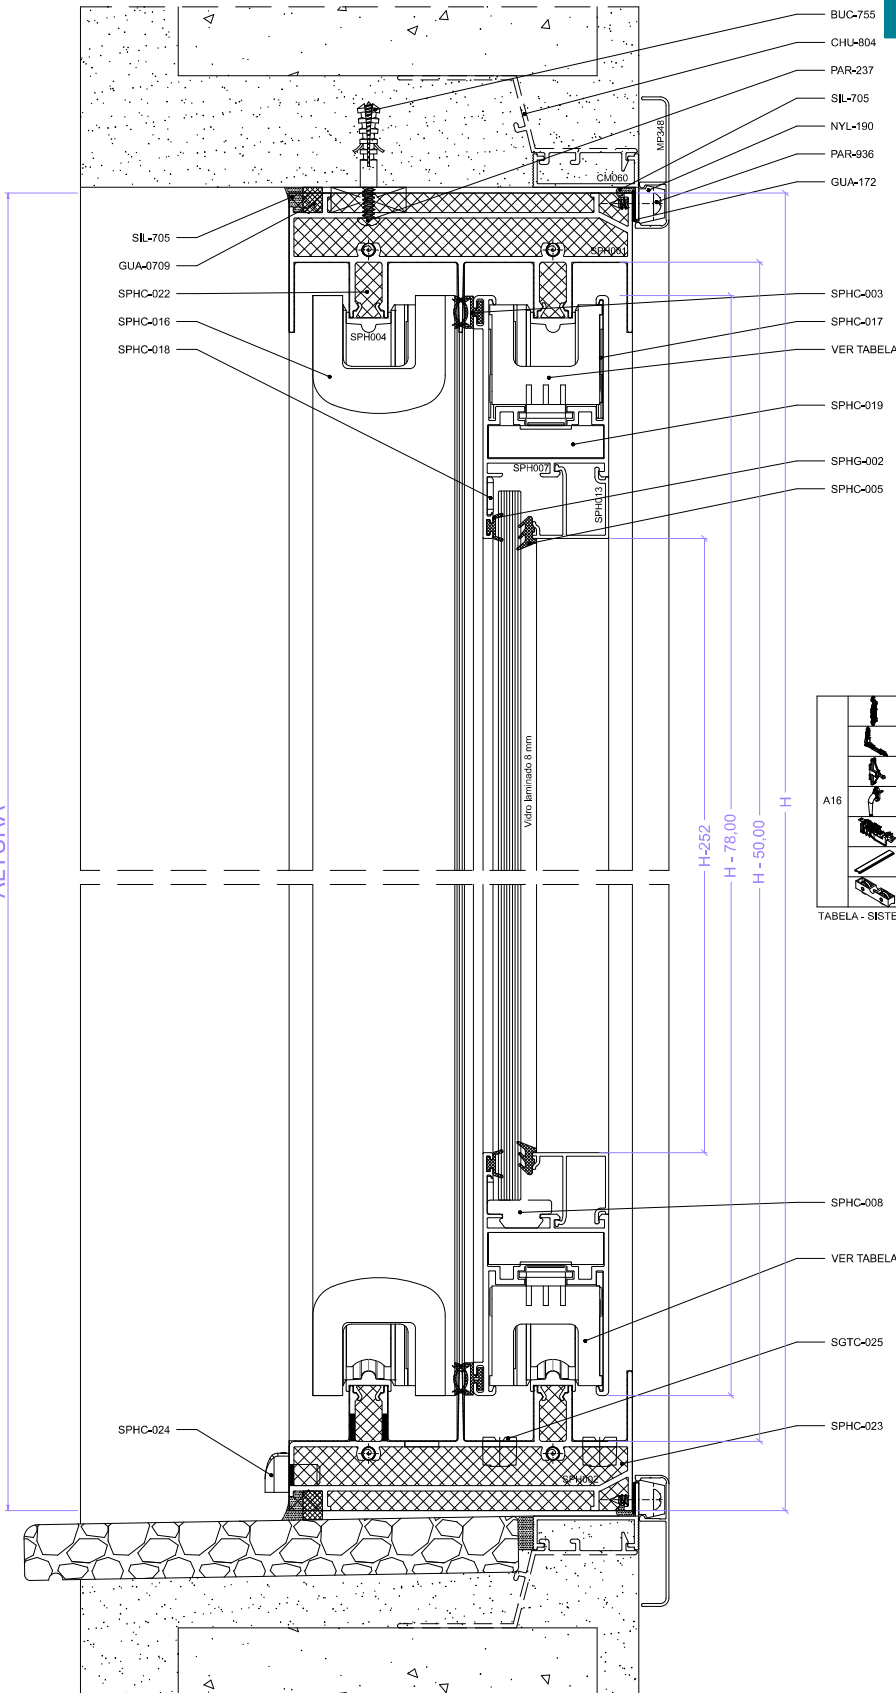 BUC-755
CHU-804
PAR-237
SIL-705
NYL-190
PAR-936
GUA-172
MP348
CM060
SIL-705
GUA-0709
SPHC-022
SPHC-016
SPHC-018
SPH001
SPH004
SPHC-003
SPHC-017
VER TABELA
SPHC-019
SPHG-002
SPHC-005
SPH007
SPH013
Vidro laminado 8 mm
H-252
H - 78,00
H - 50,00
H
ALTURA
A16
TABELA - SISTE
SPHC-008
VER TABELA
SGTC-025
SPHC-023
SPHC-024
SPH002